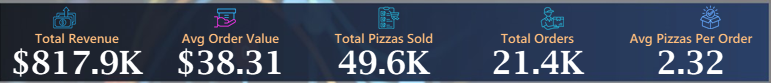 Total Revenue
$817.9K
Avg Order Value
$38.31
Total Pizzas Sold
49.6K
Total Orders
21.4K
Avg Pizzas Per Order
2.32